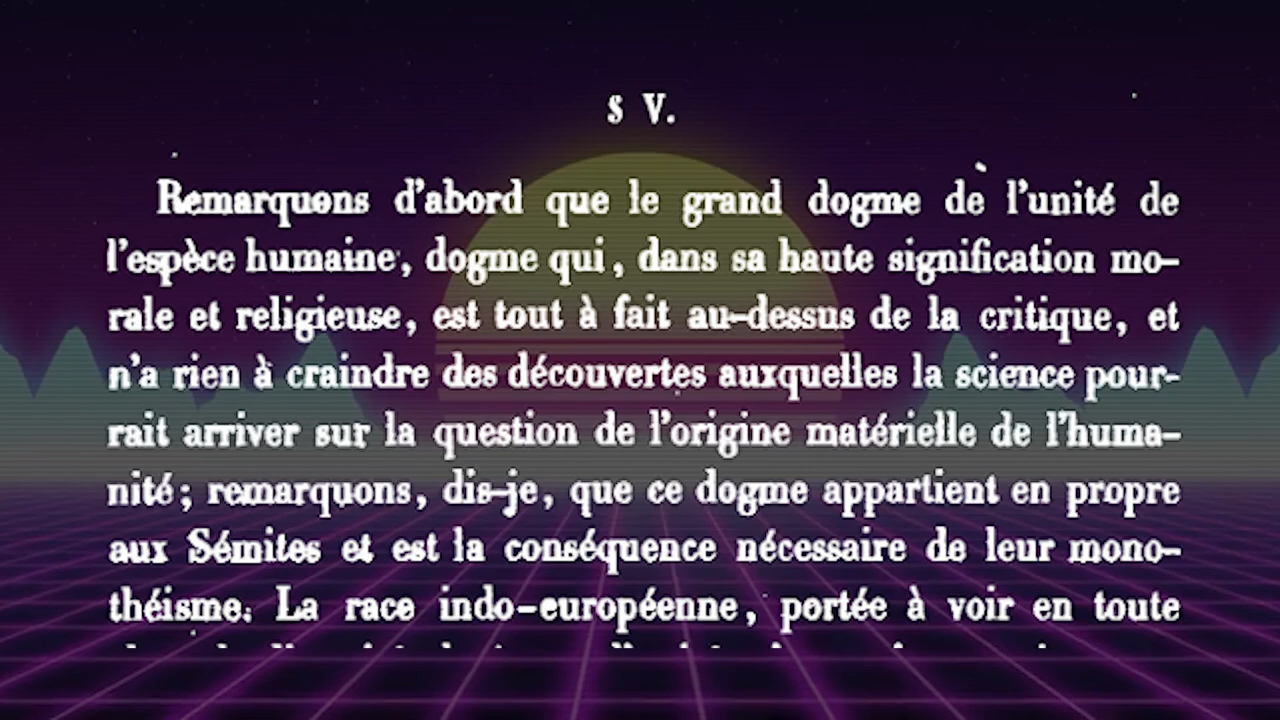 § V.
Remarquons d'abord que le grand dogme de l'unité de
l'espèce humaine, dogme qui, dans sa haute signification mo-
rale et religieuse, est tout à fait au-dessus de la critique, et
n'a rien à craindre des découvertes auxquelles la science pour-
rait arriver sur la question de l'origine matérielle de l'huma-
nité; remarquons, dis-je, que ce dogme appartient en propre
aux Sémites et est la conséquence nécessaire de leur mono-
théisme. La race indo-européenne, portée à voir en toute